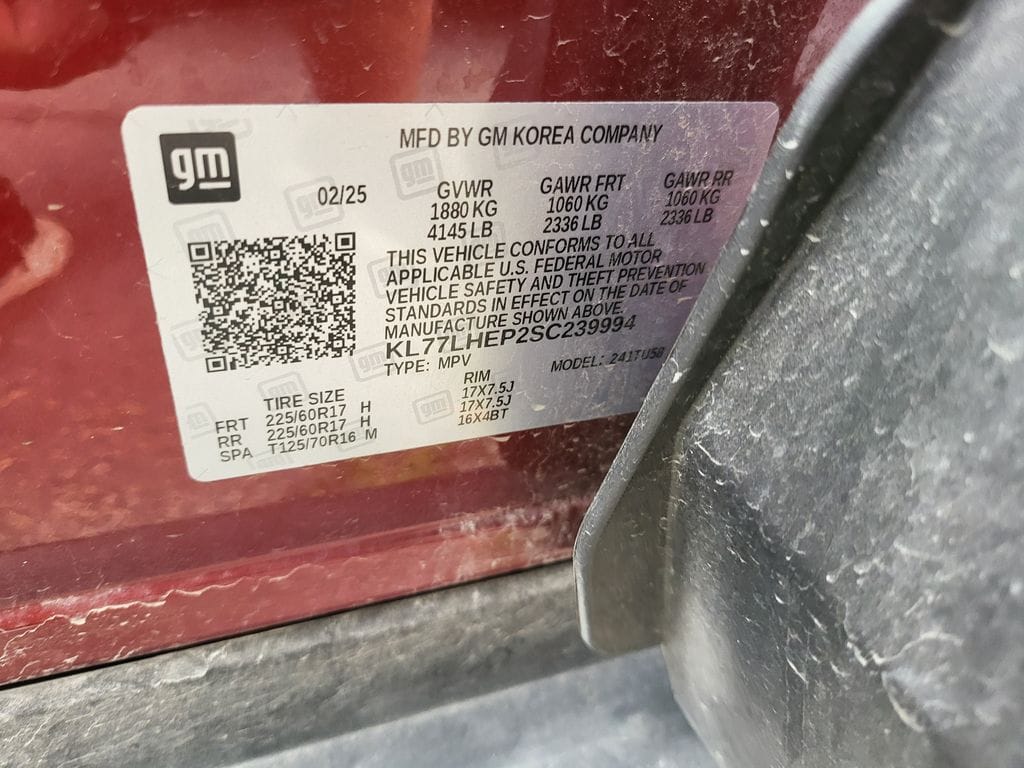 gm
MFD BY GM KOREA COMPANY
02/25
GVWR GAWR FRT GAWR RR
1880 KG 1060 KG 1060 KG
4145 LB 2336 LB 2336 LB
THIS VEHICLE CONFORMS TO ALL
APPLICABLE U.S. FEDERAL MOTOR
VEHICLE SAFETY AND THEFT PREVENTION
STANDARDS IN EFFECT ON THE DATE OF
MANUFACTURE SHOWN ABOVE.
KL77LHEP2SC239994
TYPE: MPV MODEL: 241TU58
TIRE SIZE RIM
FRT 225/60R17 H 17X7.5J
RR 225/60R17 H 17X7.5J
SPA T125/70R16 M 16X4BT